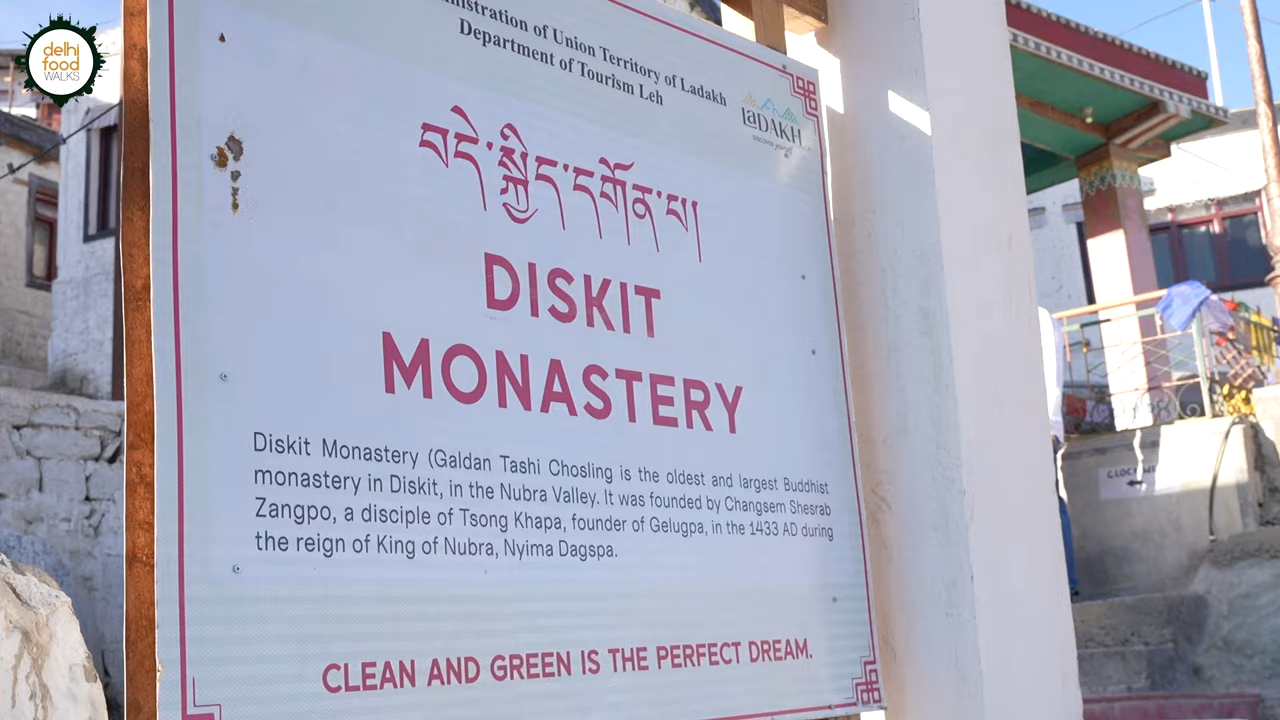 delhi
food
WALKS
nistration of Union Territory of Ladakh
Department of Tourism Leh
LaDAKH
བདེ་སྐྱིད་དགོན་པ།
DISKIT
MONASTERY
Diskit Monastery (Galdan Tashi Chosling is the oldest and largest Buddhist
monastery in Diskit, in the Nubra Valley. It was founded by Changsem Shesrab
Zangpo, a disciple of Tsong Khapa, founder of Gelugpa, in the 1433 AD during
the reign of King of Nubra, Nyima Dagspa.
CLEAN AND GREEN IS THE PERFECT DREAM.